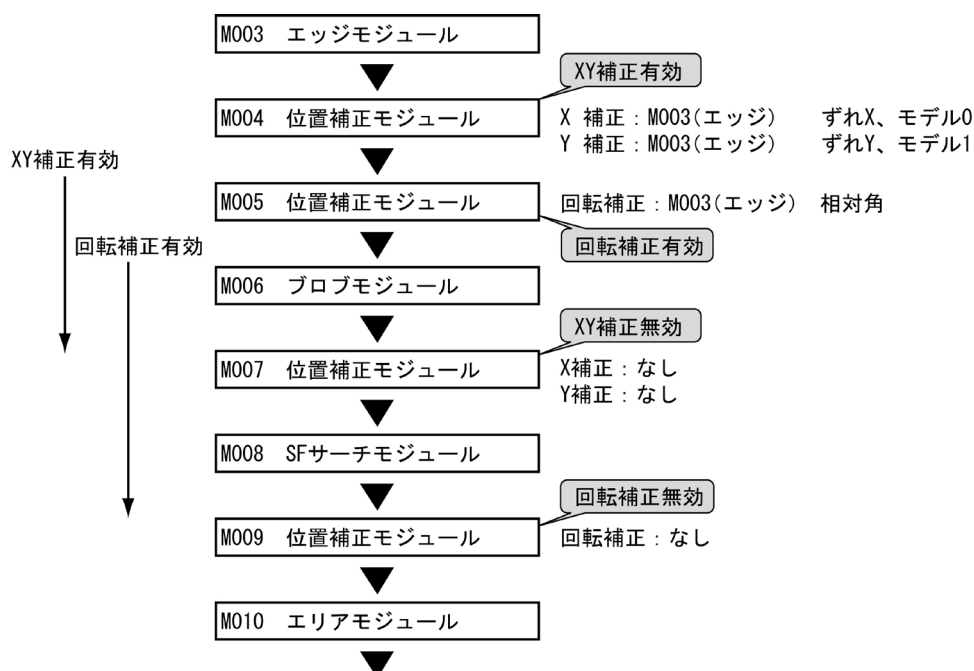 M003 エッジモジュール
XY補正有効
M004 位置補正モジュール
X 補正：M003(エッジ) ずれX、モデル0
Y 補正：M003(エッジ) ずれY、モデル1
XY補正有効
M005 位置補正モジュール
回転補正：M003(エッジ) 相対角
回転補正有効
回転補正有効
M006 ブロブモジュール
XY補正無効
M007 位置補正モジュール
X補正：なし
Y補正：なし
M008 SFサーチモジュール
回転補正無効
M009 位置補正モジュール
回転補正：なし
M010 エリアモジュール